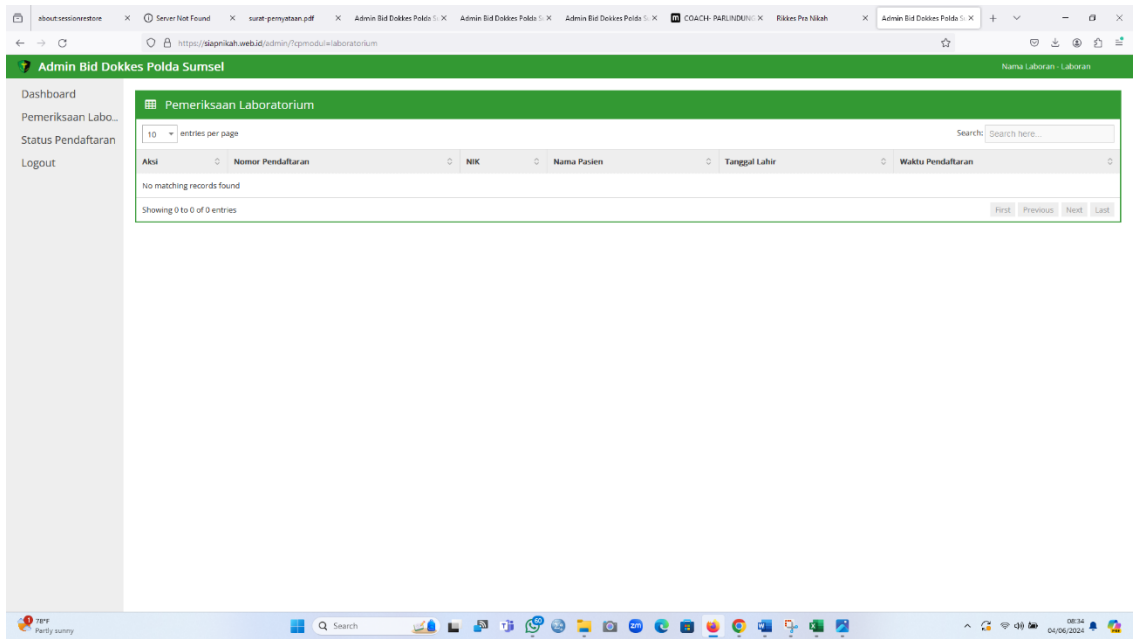 about:sessionrestore Server Not Found surat-pernyataan.pdf Admin Bid Dokkes Polda S Admin Bid Dokkes Polda S Admin Bid Dokkes Polda S COACH- PARLINDUNG Rikkes Pra Nikah Admin Bid Dokkes Polda S
https://siapnikah.web.id/admin/?cpmodul=laboratorium
Admin Bid Dokkes Polda Sumsel
Nama Laboran - Laboran
Dashboard
Pemeriksaan Labo...
Status Pendaftaran
Logout
Pemeriksaan Laboratorium
10 entries per page
Search: Search here...
Aksi Nomor Pendaftaran NIK Nama Pasien Tanggal Lahir Waktu Pendaftaran
No matching records found
Showing 0 to 0 of 0 entries
First Previous Next Last
78°F
Partly sunny
Search
08:34
04/06/2024